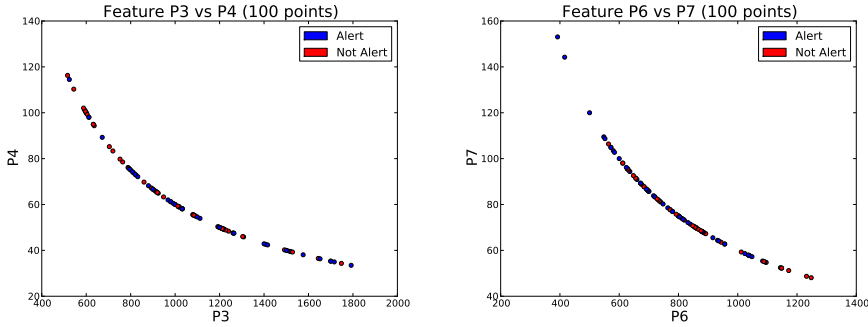 Feature P3 vs P4 (100 points)
140
120
100
80
60
40
20
P4
Alert
Not Alert
400 600 800 1000 1200 1400 1600 1800 2000
P3
Feature P6 vs P7 (100 points)
160
140
120
100
80
60
40
P7
Alert
Not Alert
200 400 600 800 1000 1200 1400
P6